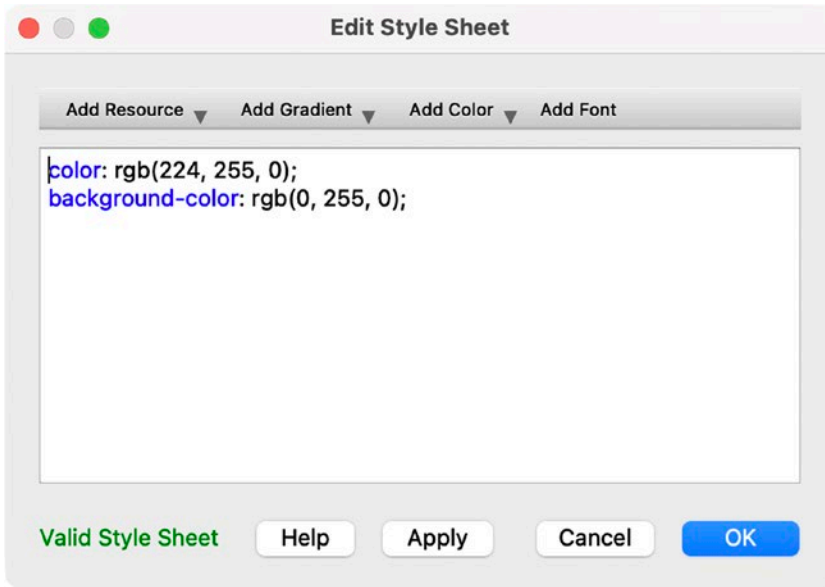 Edit Style Sheet
Add Resource Add Gradient Add Color Add Font
color: rgb(224, 255, 0);
background-color: rgb(0, 255, 0);
Valid Style Sheet Help Apply Cancel OK